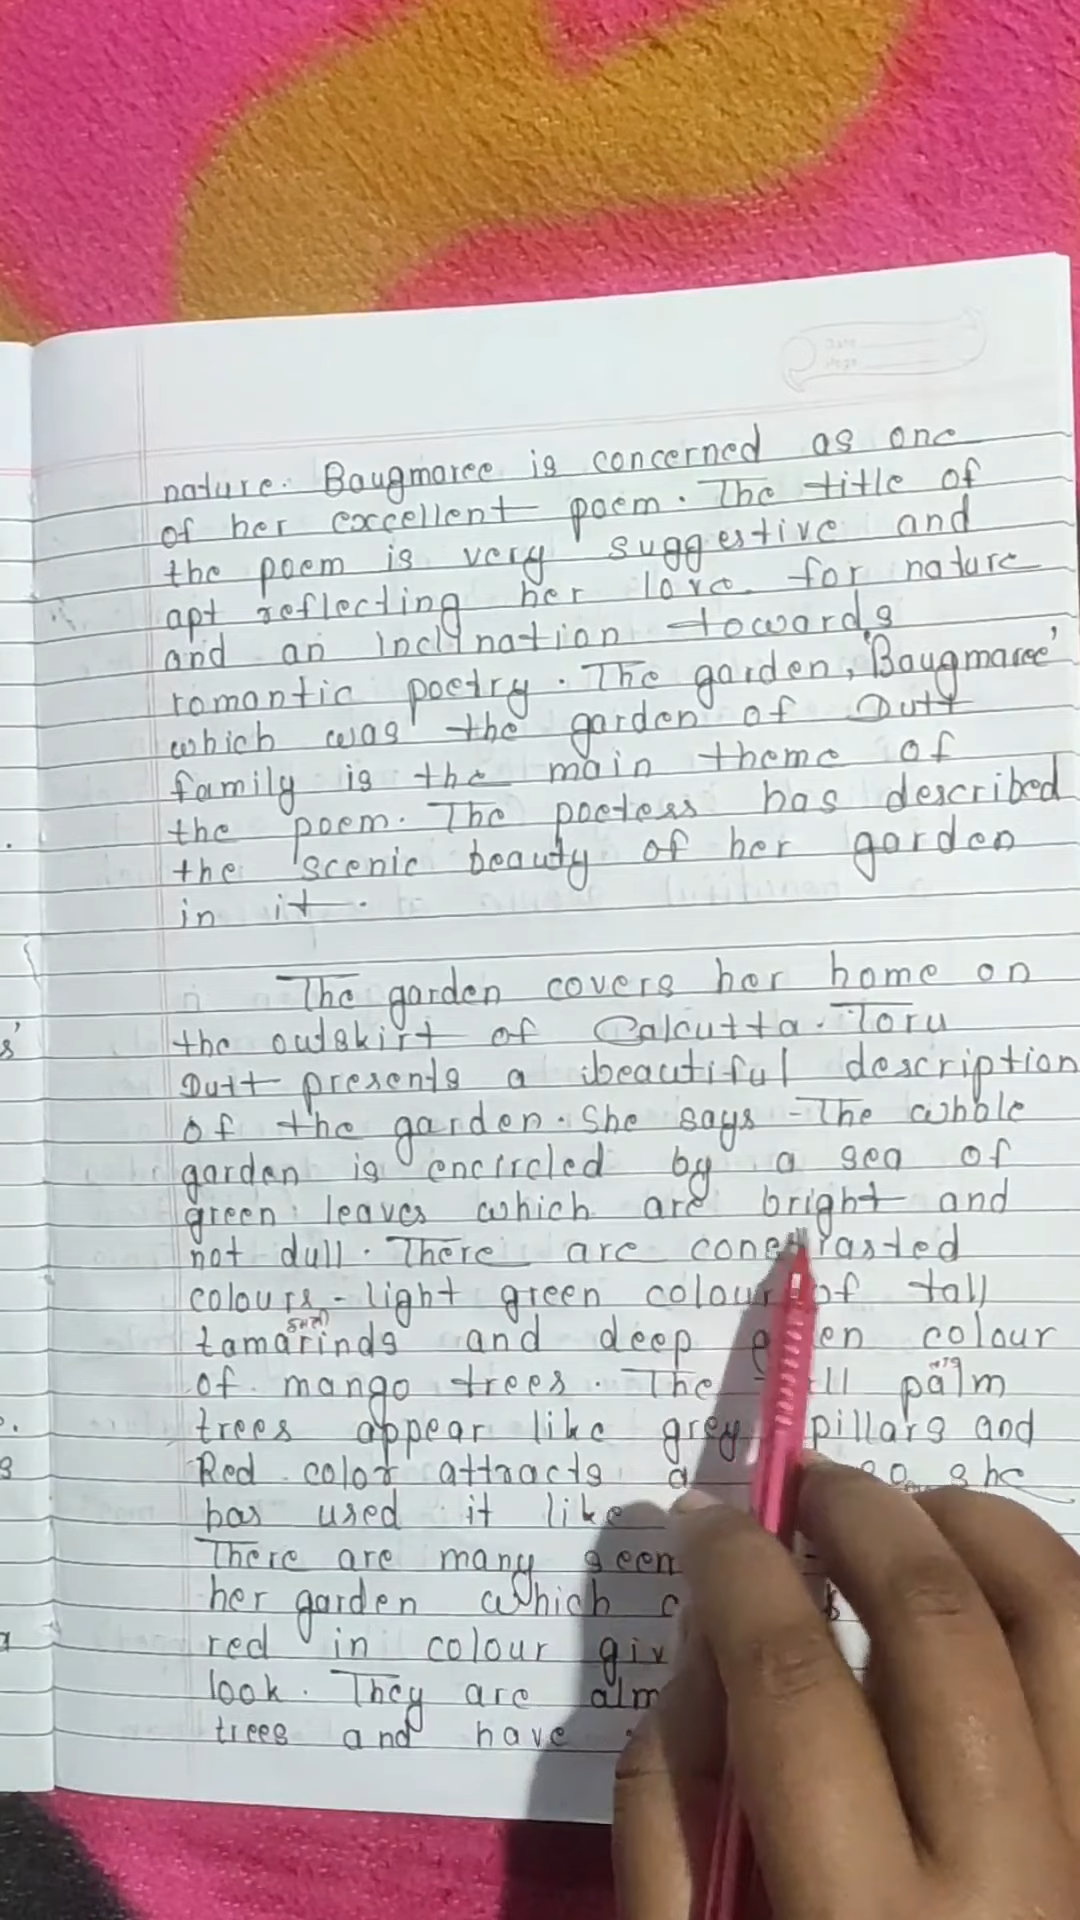 nature. Baugmaree is concerned as one
of her excellent poem. The title of
the poem is very suggestive and
apt reflecting her love for nature
and an inclination towards
romantic poetry. The garden, 'Baugmaree'
which was the garden of Dutt
family is the main theme of
the poem. The poetess has described
the scenic beauty of her garden
in it.
The garden covers her home on
the outskirt of Calcutta. Toru
Dutt presents a beautiful description
of the garden. She says - The whole
garden is encircled by a sea of
green leaves which are bright and
not dull. There are contrasted
colours - light green colour of tall
इमली
tamarinds and deep green colour
of mango trees. The palm
trees appear like grey pillars and
Red color attracts she
has used it like
There are many
her garden which
red in colour
look. They are
trees and have